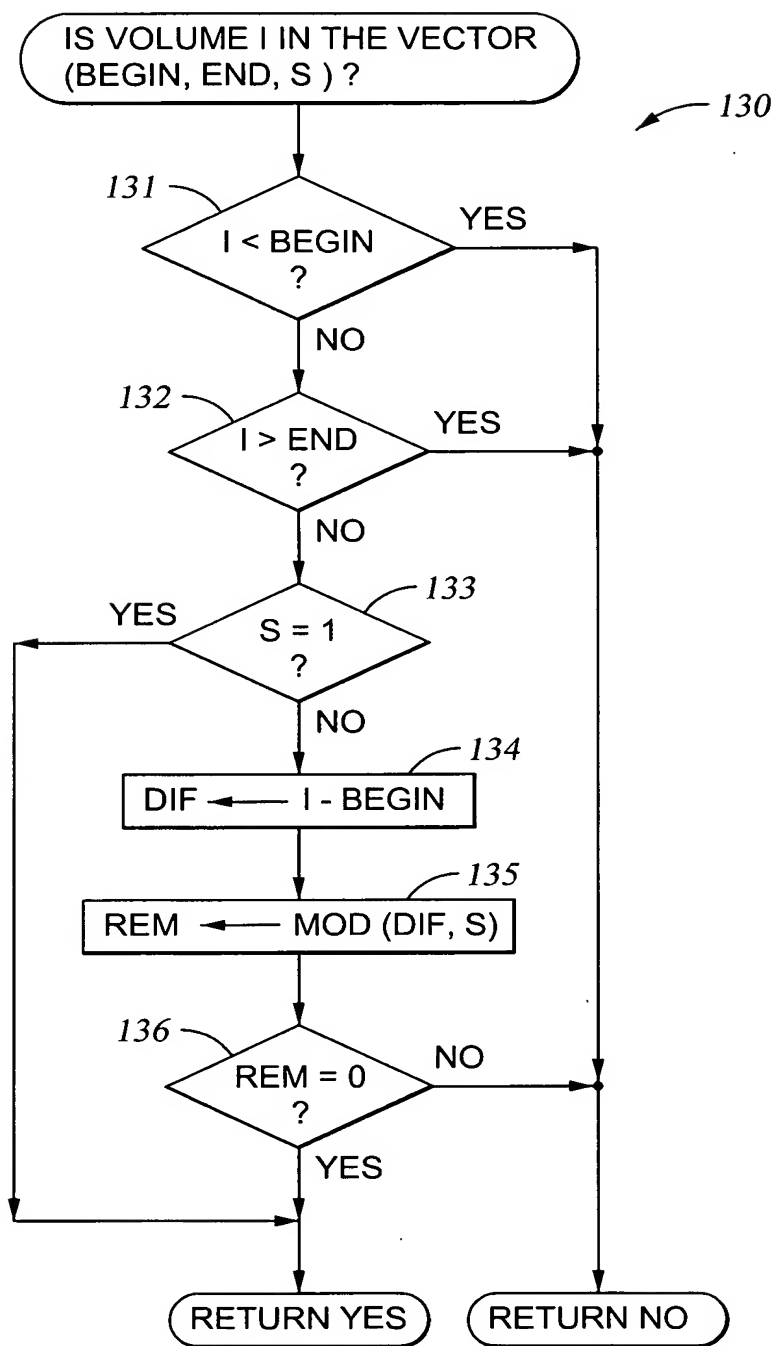 IS VOLUME I IN THE VECTOR
(BEGIN, END, S ) ?
130
131
I < BEGIN
?
YES
NO
132
I > END
?
YES
NO
133
YES
S = 1
?
NO
134
DIF ← I - BEGIN
135
REM ← MOD (DIF, S)
136
REM = 0
?
NO
YES
RETURN YES
RETURN NO